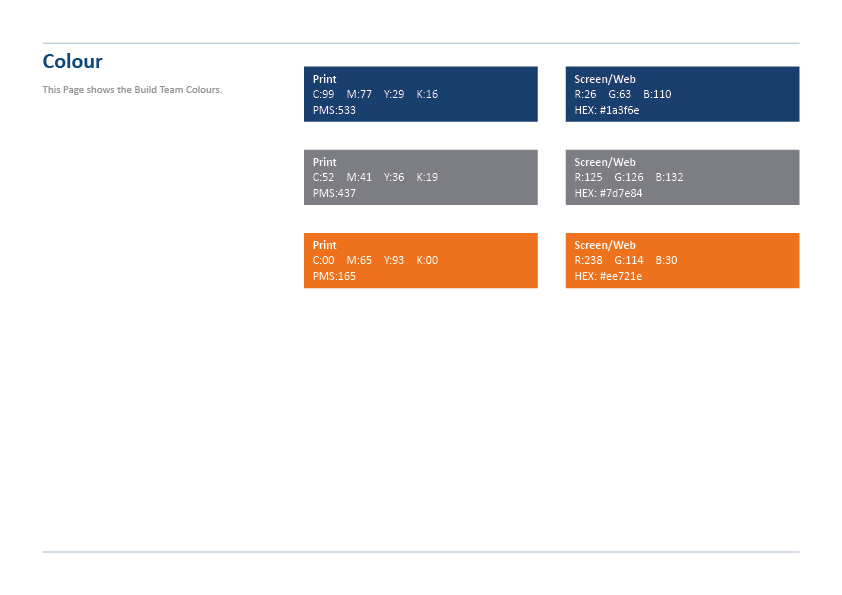 Colour
This Page shows the Build Team Colours.
Print
C:99 M:77 Y:29 K:16
PMS:533
Screen/Web
R:26 G:63 B:110
HEX: #1a3f6e
Print
C:52 M:41 Y:36 K:19
PMS:437
Screen/Web
R:125 G:126 B:132
HEX: #7d7e84
Print
C:00 M:65 Y:93 K:00
PMS:165
Screen/Web
R:238 G:114 B:30
HEX: #ee721e